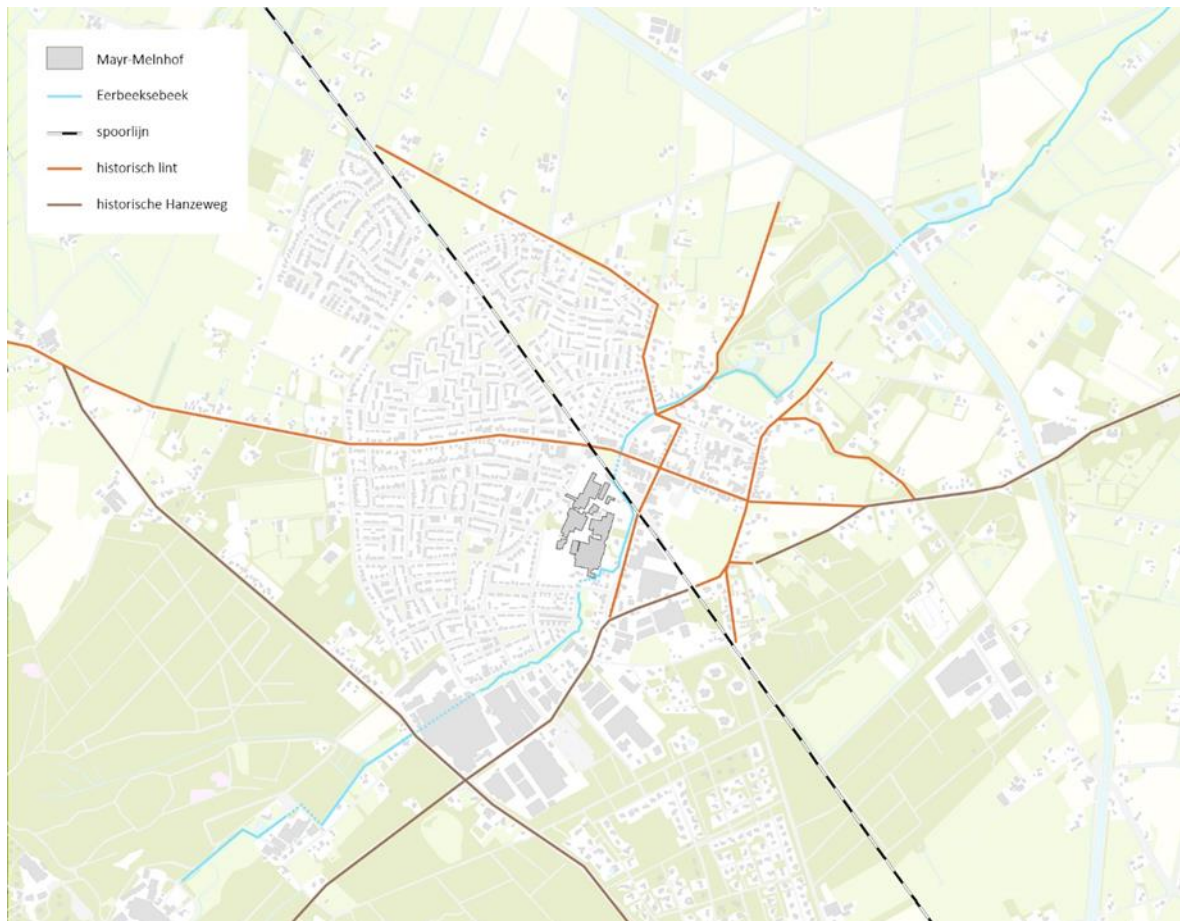 Mayr-Melnhof
Eerbeeksebeek
spoorlijn
historisch lint
historische Hanzeweg